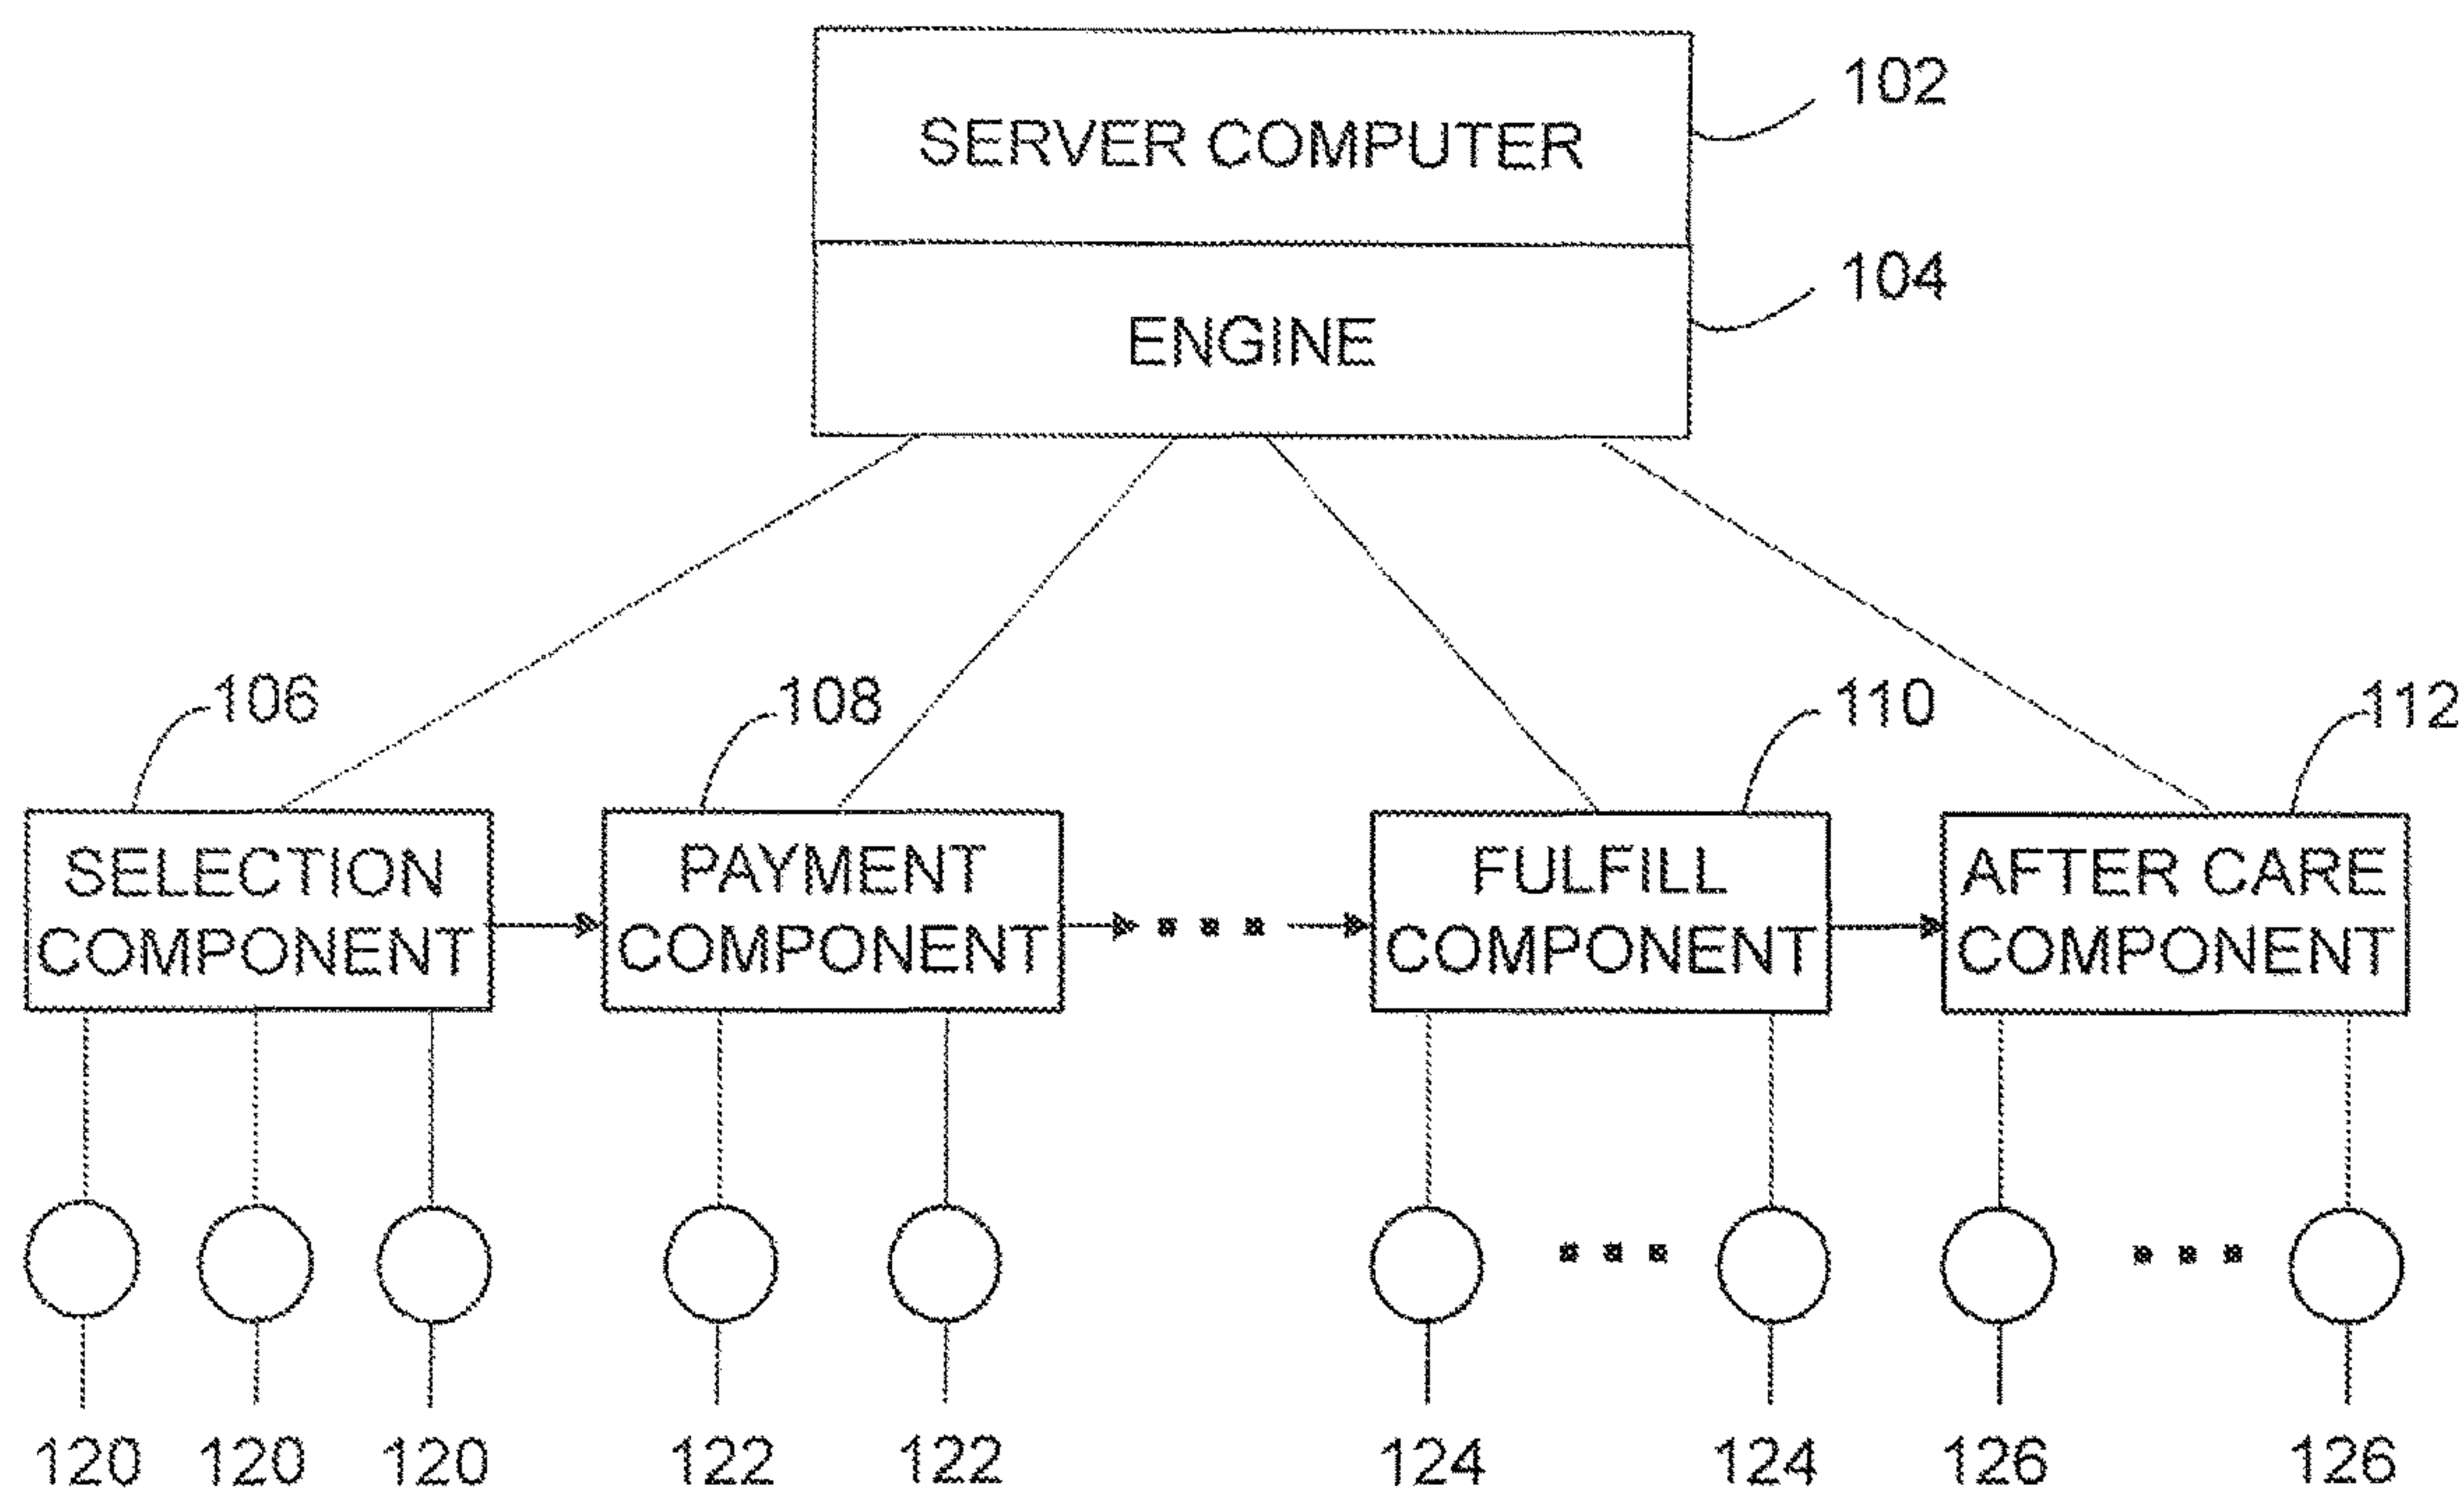 102
SERVER COMPUTER
104
ENGINE
106
108
110
112
SELECTION
COMPONENT
PAYMENT
COMPONENT
FULFILL
COMPONENT
AFTER CARE
COMPONENT
120 120 120 122 122 124 124 126 126